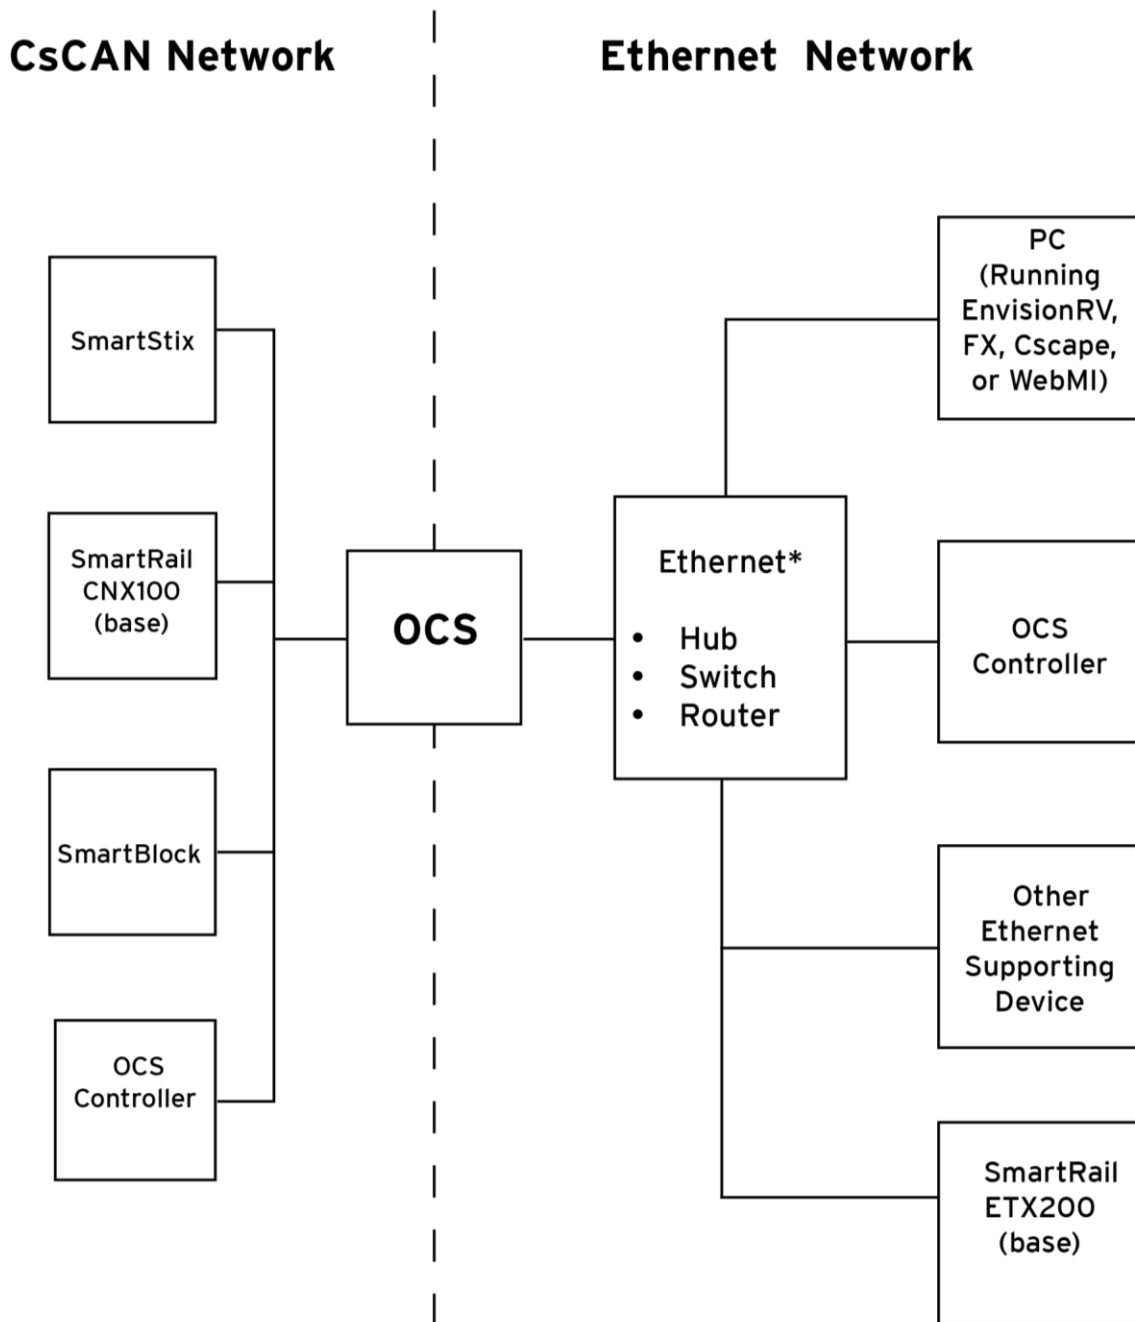 CsCAN Network
Ethernet Network
SmartStix
SmartRail
CNX100
(base)
SmartBlock
OCS
Controller
OCS
Ethernet*
• Hub
• Switch
• Router
PC
(Running
EnvisionRV,
FX, Cscape,
or WebMI)
OCS
Controller
Other
Ethernet
Supporting
Device
SmartRail
ETX200
(base)